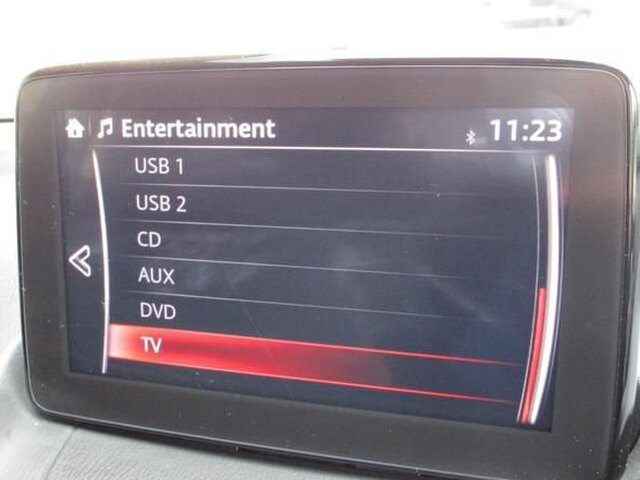 Entertainment 11:23
USB 1
USB 2
CD
AUX
DVD
TV